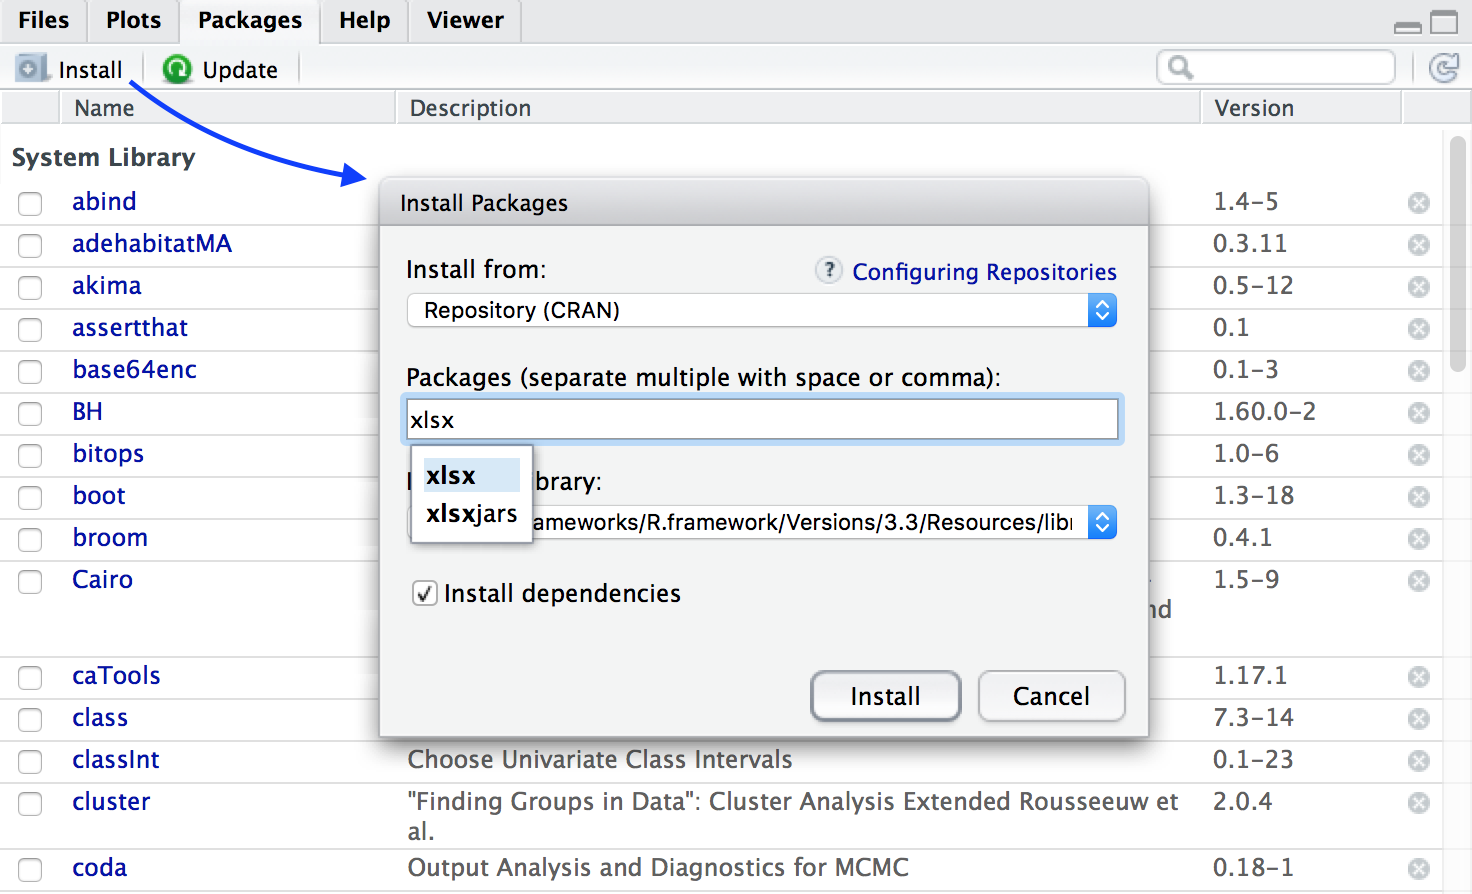 Files Plots Packages Help Viewer
Install Update
Name Description Version
System Library
abind 1.4-5
adehabitatMA 0.3.11
akima 0.5-12
assertthat 0.1
base64enc 0.1-3
BH 1.60.0-2
bitops 1.0-6
boot 1.3-18
broom 0.4.1
Cairo 1.5-9
nd
caTools 1.17.1
class 7.3-14
classInt Choose Univariate Class Intervals 0.1-23
cluster "Finding Groups in Data": Cluster Analysis Extended Rousseeuw et 2.0.4
al.
coda Output Analysis and Diagnostics for MCMC 0.18-1
Install Packages
Install from: ? Configuring Repositories
Repository (CRAN)
Packages (separate multiple with space or comma):
xlsx
xlsx
xlsxjars
brary:
ameworks/R.framework/Versions/3.3/Resources/libr
Install dependencies
Install Cancel